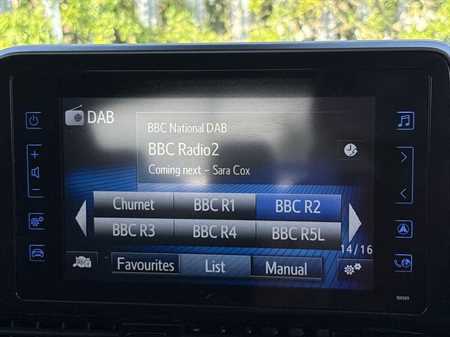 DAB
BBC National DAB
BBC Radio2
Coming next – Sara Cox
Churnet BBC R1 BBC R2
BBC R3 BBC R4 BBC R5L
14/16
Favourites List Manual